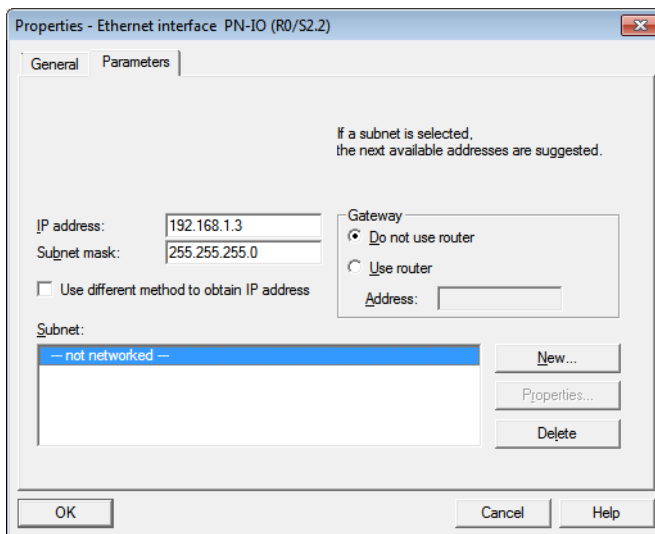 Properties - Ethernet interface PN-IO (R0/S2.2)
General
Parameters
If a subnet is selected,
the next available addresses are suggested.
IP address:
192.168.1.3
Subnet mask:
255.255.255.0
Use different method to obtain IP address
Gateway
Do not use router
Use router
Address:
Subnet:
--- not networked ---
New...
Properties...
Delete
OK
Cancel
Help